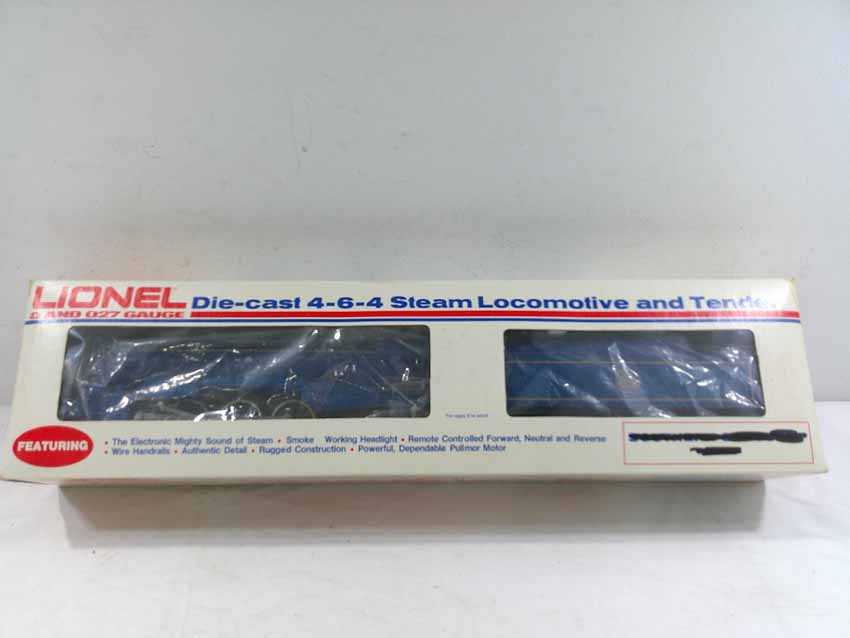 LIONEL
O AND 027 GAUGE
Die-cast 4-6-4 Steam Locomotive and Tender
FEATURING
• The Electronic Mighty Sound of Steam • Smoke Working Headlight • Remote Controlled Forward, Neutral and Reverse
• Wire Handrails • Authentic Detail • Rugged Construction • Powerful, Dependable Pullmor Motor